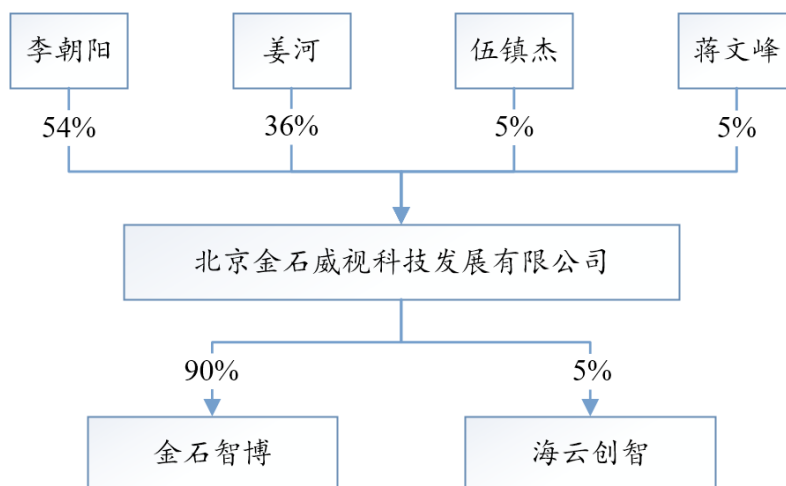 李朝阳 姜河 伍镇杰 蒋文峰
54% 36% 5% 5%
北京金石威视科技发展有限公司
90% 5%
金石智博 海云创智